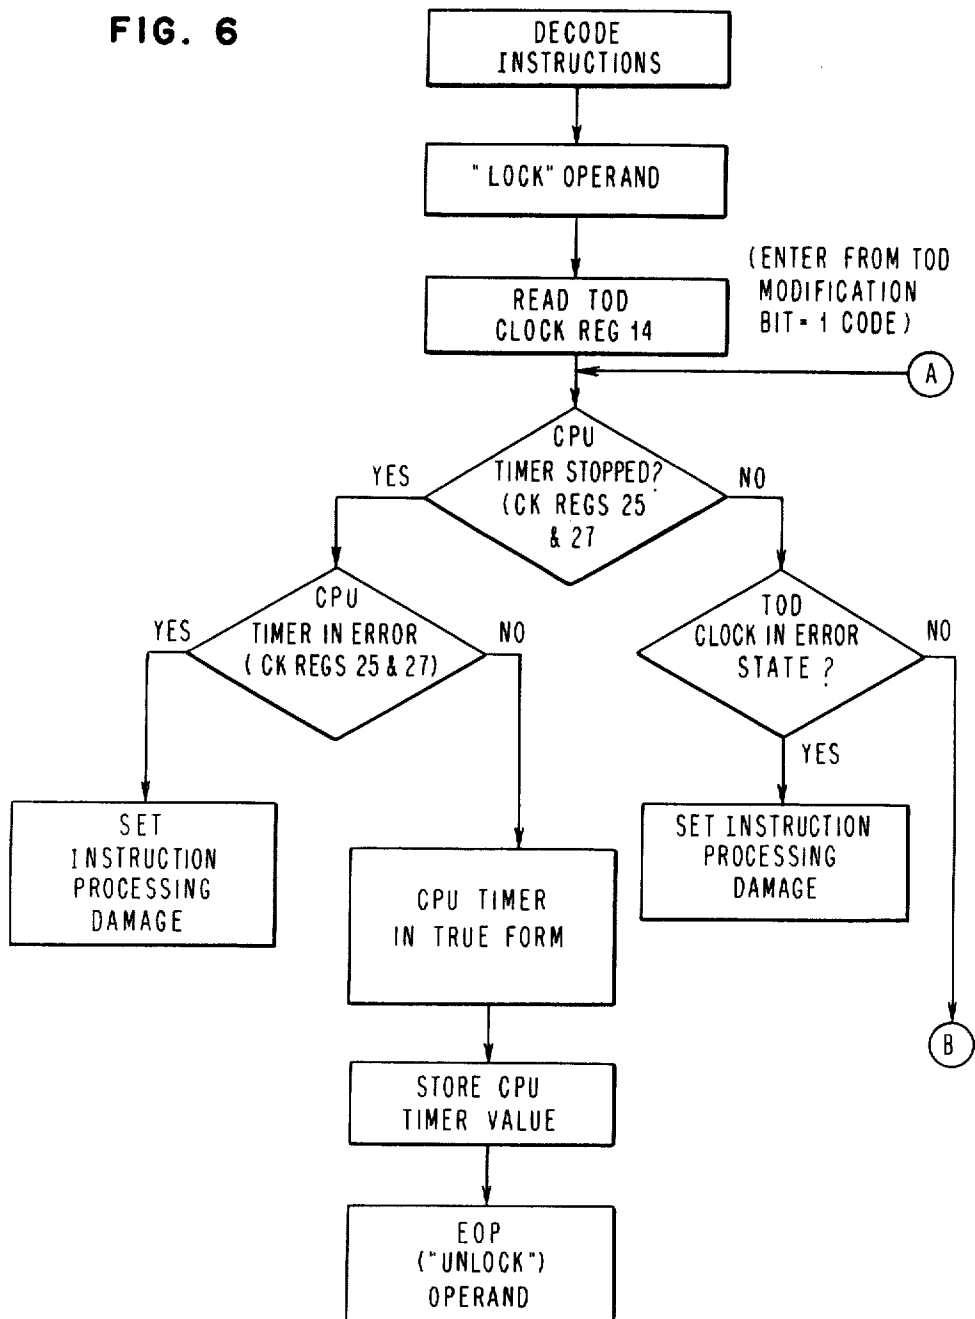 FIG. 6
DECODE
INSTRUCTIONS
"LOCK" OPERAND
READ TOD
CLOCK REG 14
(ENTER FROM TOD
MODIFICATION
BIT = 1 CODE)
A
CPU
TIMER STOPPED?
(CK REGS 25
& 27
YES
NO
CPU
TIMER IN ERROR
(CK REGS 25 & 27)
YES
NO
TOD
CLOCK IN ERROR
STATE ?
NO
YES
SET
INSTRUCTION
PROCESSING
DAMAGE
CPU TIMER
IN TRUE FORM
SET INSTRUCTION
PROCESSING
DAMAGE
B
STORE CPU
TIMER VALUE
EOP
("UNLOCK")
OPERAND